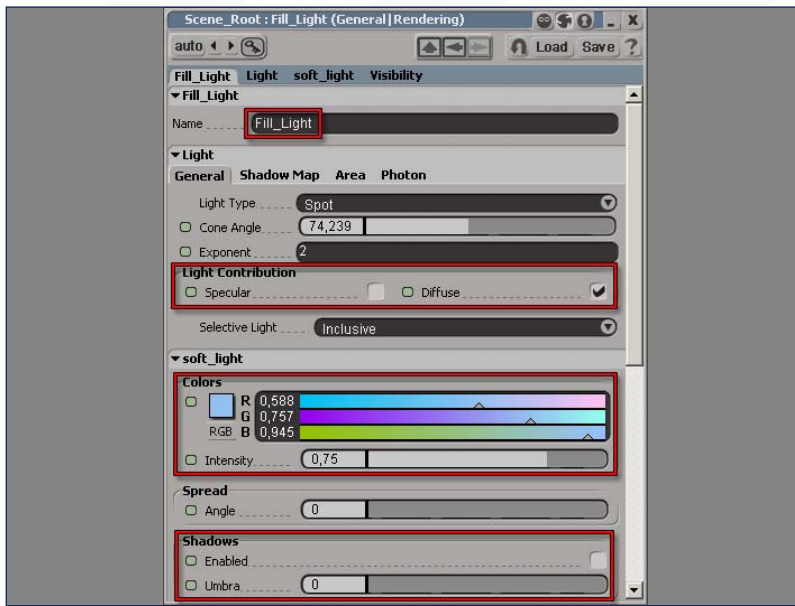 Scene_Root : Fill_Light (General|Rendering)
auto Load Save ?
Fill_Light Light soft_light Visibility
Fill_Light
Name Fill_Light
Light
General Shadow Map Area Photon
Light Type Spot
Cone Angle 74,239
Exponent 2
Light Contribution
Specular Diffuse
Selective Light Inclusive
soft_light
Colors
R 0,588
G 0,757
RGB B 0,945
Intensity 0,75
Spread
Angle 0
Shadows
Enabled
Umbra 0